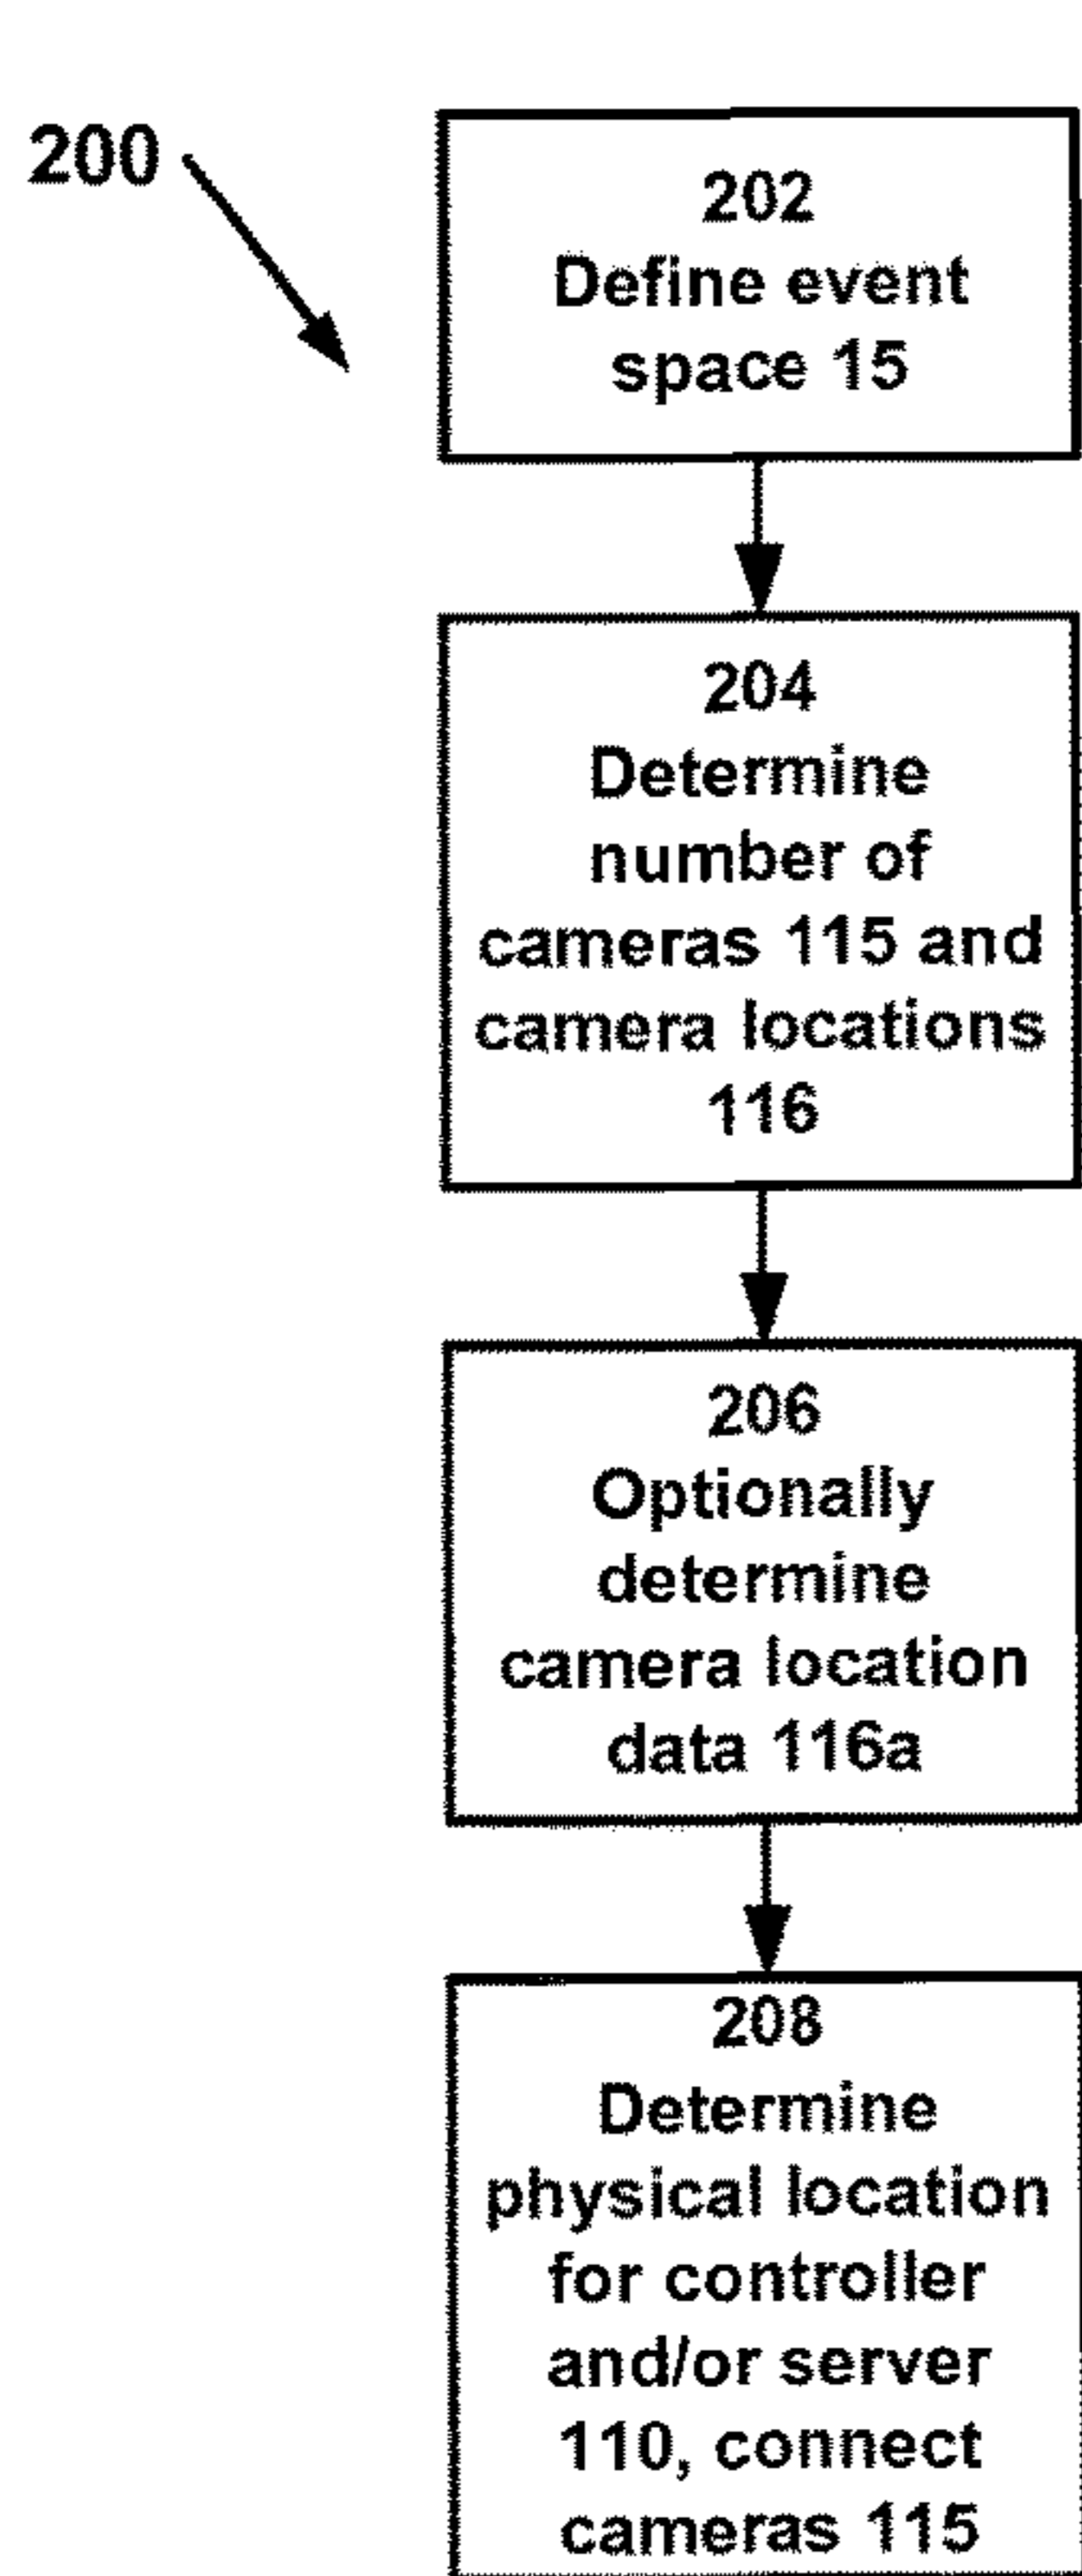 200
202
Define event
space 15
204
Determine
number of
cameras 115 and
camera locations
116
206
Optionally
determine
camera location
data 116a
208
Determine
physical location
for controller
and/or server
110, connect
cameras 115